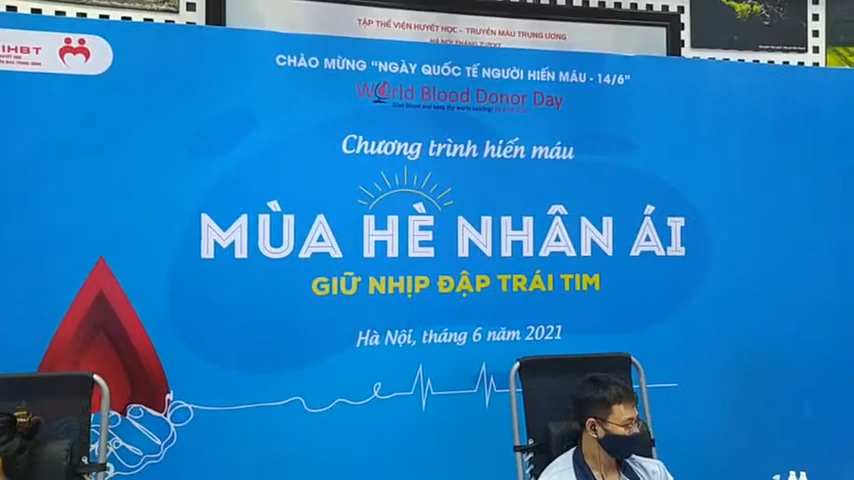 TẬP THỂ VIỆN HUYẾT HỌC - TRUYỀN MÁU TRUNG ƯƠNG
IHBT
CHÀO MỪNG "NGÀY QUỐC TẾ NGƯỜI HIẾN MÁU - 14/6"
World Blood Donor Day
Chương trình hiến máu
MÙA HÈ NHÂN ÁI
GIỮ NHỊP ĐẬP TRÁI TIM
Hà Nội, tháng 6 năm 2021